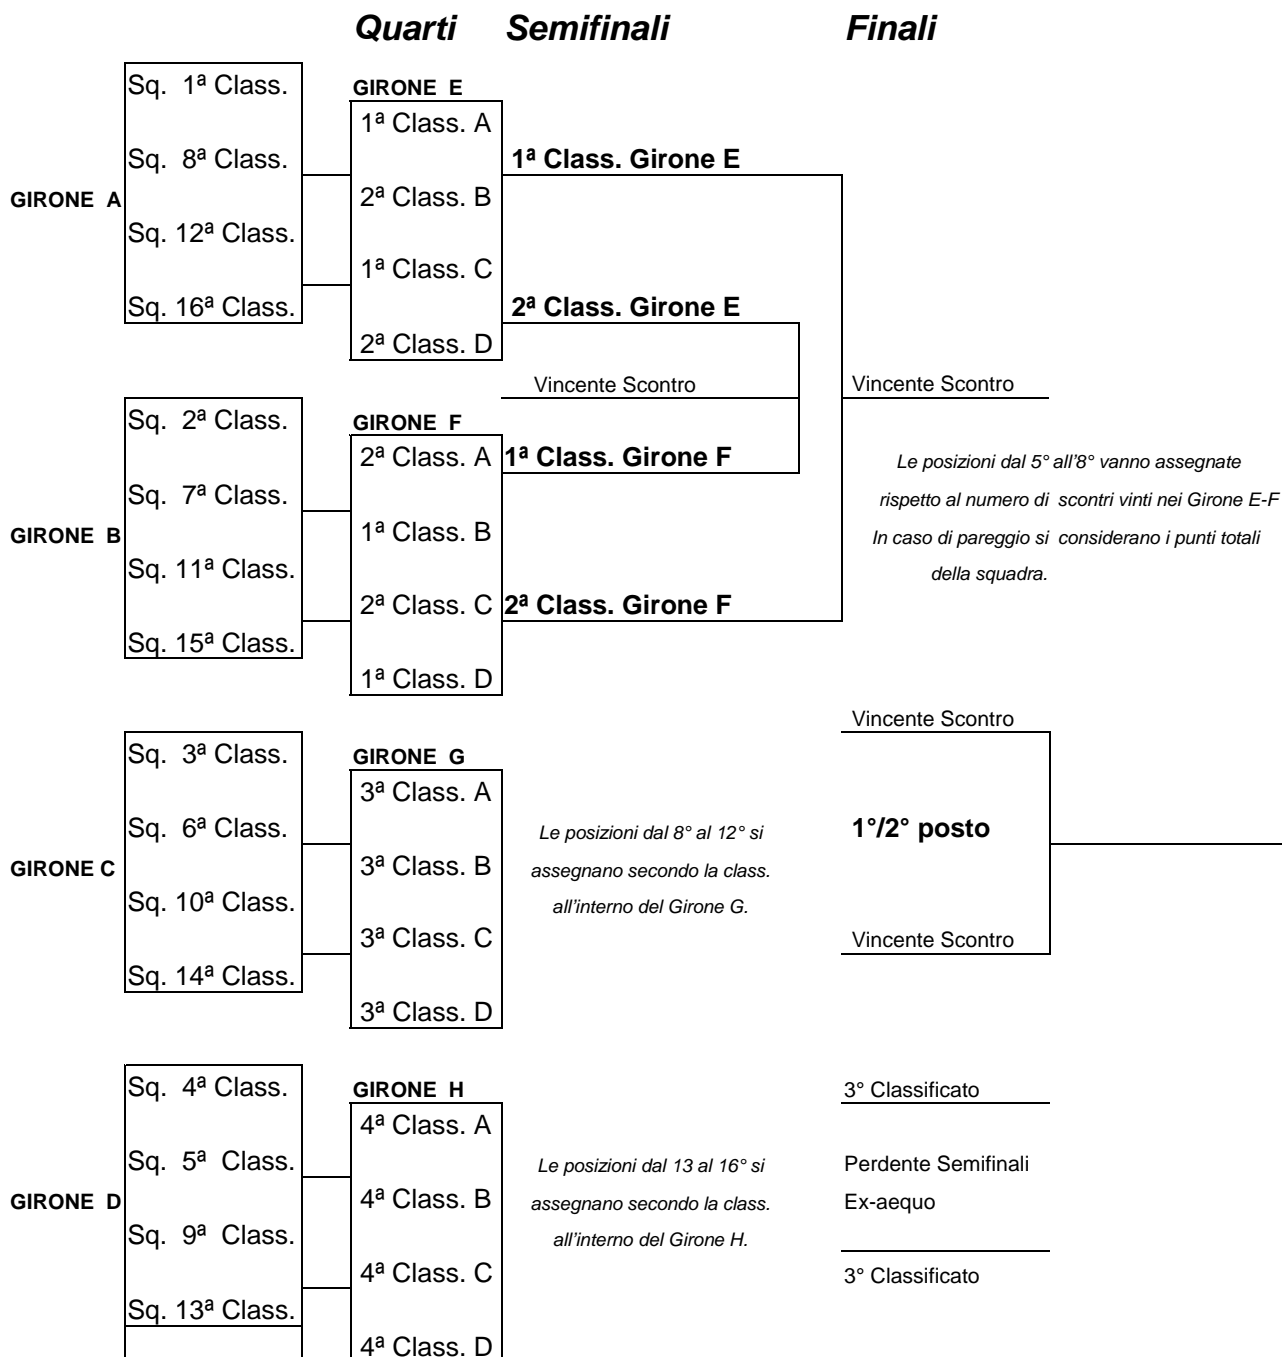 Quarti Semifinali Finali
GIRONE A
Sq. 1ª Class.
Sq. 8ª Class.
Sq. 12ª Class.
Sq. 16ª Class.
GIRONE E
1ª Class. A
2ª Class. B
1ª Class. C
2ª Class. D
1ª Class. Girone E
2ª Class. Girone E
Vincente Scontro
Vincente Scontro
GIRONE B
Sq. 2ª Class.
Sq. 7ª Class.
Sq. 11ª Class.
Sq. 15ª Class.
GIRONE F
2ª Class. A
1ª Class. B
2ª Class. C
1ª Class. D
1ª Class. Girone F
2ª Class. Girone F
Le posizioni dal 5° all'8° vanno assegnate
rispetto al numero di scontri vinti nei Girone E-F
In caso di pareggio si considerano i punti totali
della squadra.
GIRONE C
Sq. 3ª Class.
Sq. 6ª Class.
Sq. 10ª Class.
Sq. 14ª Class.
GIRONE G
3ª Class. A
3ª Class. B
3ª Class. C
3ª Class. D
Le posizioni dal 8° al 12° si
assegnano secondo la class.
all'interno del Girone G.
Vincente Scontro
1°/2° posto
Vincente Scontro
GIRONE D
Sq. 4ª Class.
Sq. 5ª Class.
Sq. 9ª Class.
Sq. 13ª Class.
GIRONE H
4ª Class. A
4ª Class. B
4ª Class. C
4ª Class. D
Le posizioni dal 13 al 16° si
assegnano secondo la class.
all'interno del Girone H.
3° Classificato
Perdente Semifinali
Ex-aequo
3° Classificato